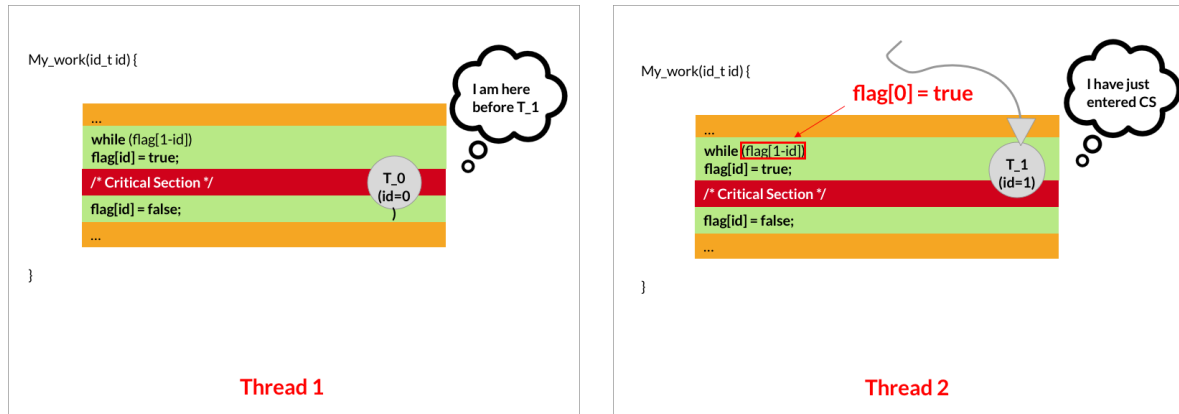 My_work(id_t id) {
I am here
before T_1
...
while (flag[1-id])
flag[id] = true;
/* Critical Section */
T_0
(id=0
)
flag[id] = false;
...
}
Thread 1
My_work(id_t id) {
I have just
entered CS
flag[0] = true
...
while (flag[1-id])
flag[id] = true;
T_1
(id=1)
/* Critical Section */
flag[id] = false;
...
}
Thread 2